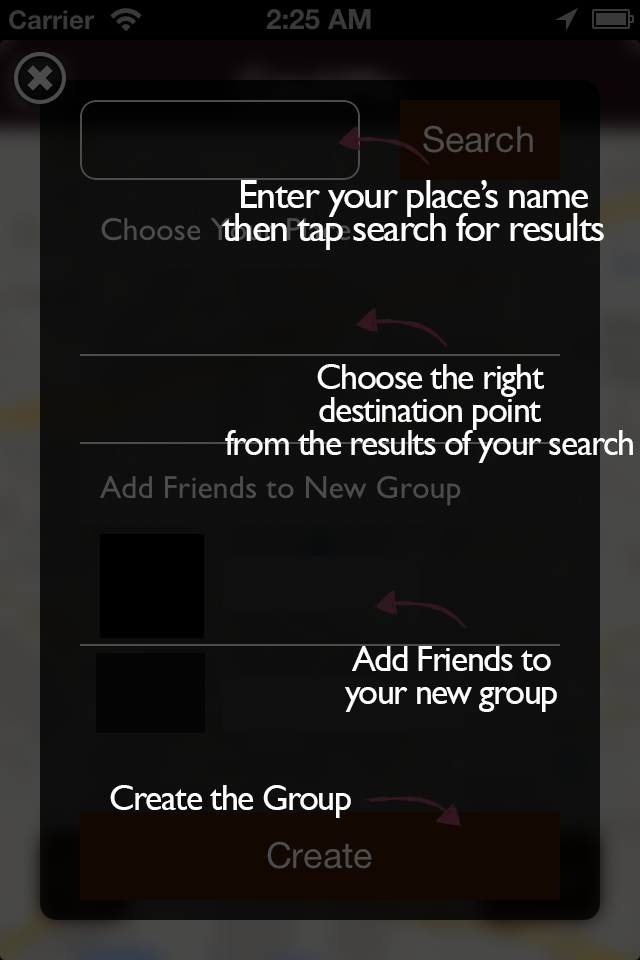 Carrier 2:25 AM
Search
Enter your place's name
then tap search for results
Choose Your Place
Choose the right
destination point
from the results of your search
Add Friends to New Group
Add Friends to
your new group
Create the Group
Create